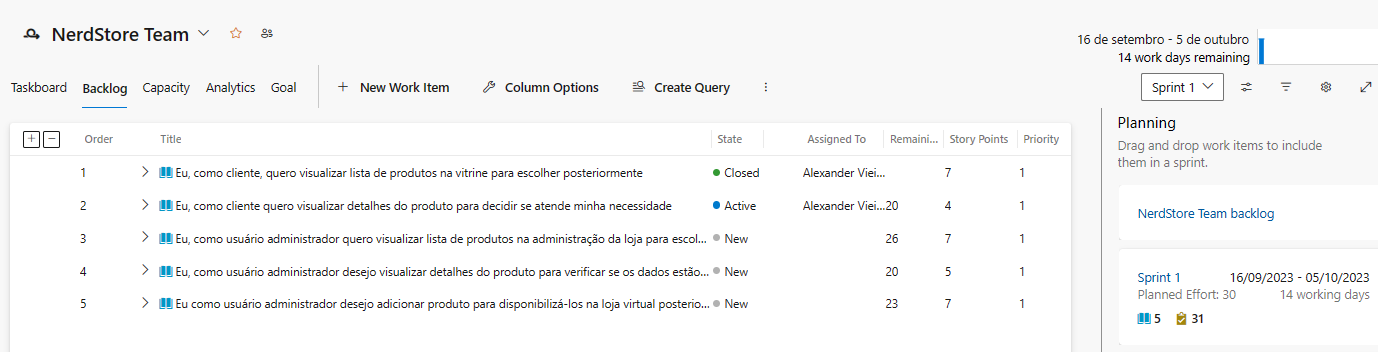 NerdStore Team
16 de setembro - 5 de outubro
14 work days remaining
Taskboard Backlog Capacity Analytics Goal + New Work Item Column Options Create Query Sprint 1
Order Title State Assigned To Remaini... Story Points Priority
1 Eu, como cliente, quero visualizar lista de produtos na vitrine para escolher posteriormente Closed Alexander Viei... 7 1
2 Eu, como cliente quero visualizar detalhes do produto para decidir se atende minha necessidade Active Alexander Viei... 20 4 1
3 Eu, como usuário administrador quero visualizar lista de produtos na administração da loja para escol... New 26 7 1
4 Eu, como usuário administrador desejo visualizar detalhes do produto para verificar se os dados estão... New 20 5 1
5 Eu como usuário administrador desejo adicionar produto para disponibilizá-los na loja virtual posterio... New 23 7 1
Planning
Drag and drop work items to include
them in a sprint.
NerdStore Team backlog
Sprint 1 16/09/2023 - 05/10/2023
Planned Effort: 30 14 working days
5 31